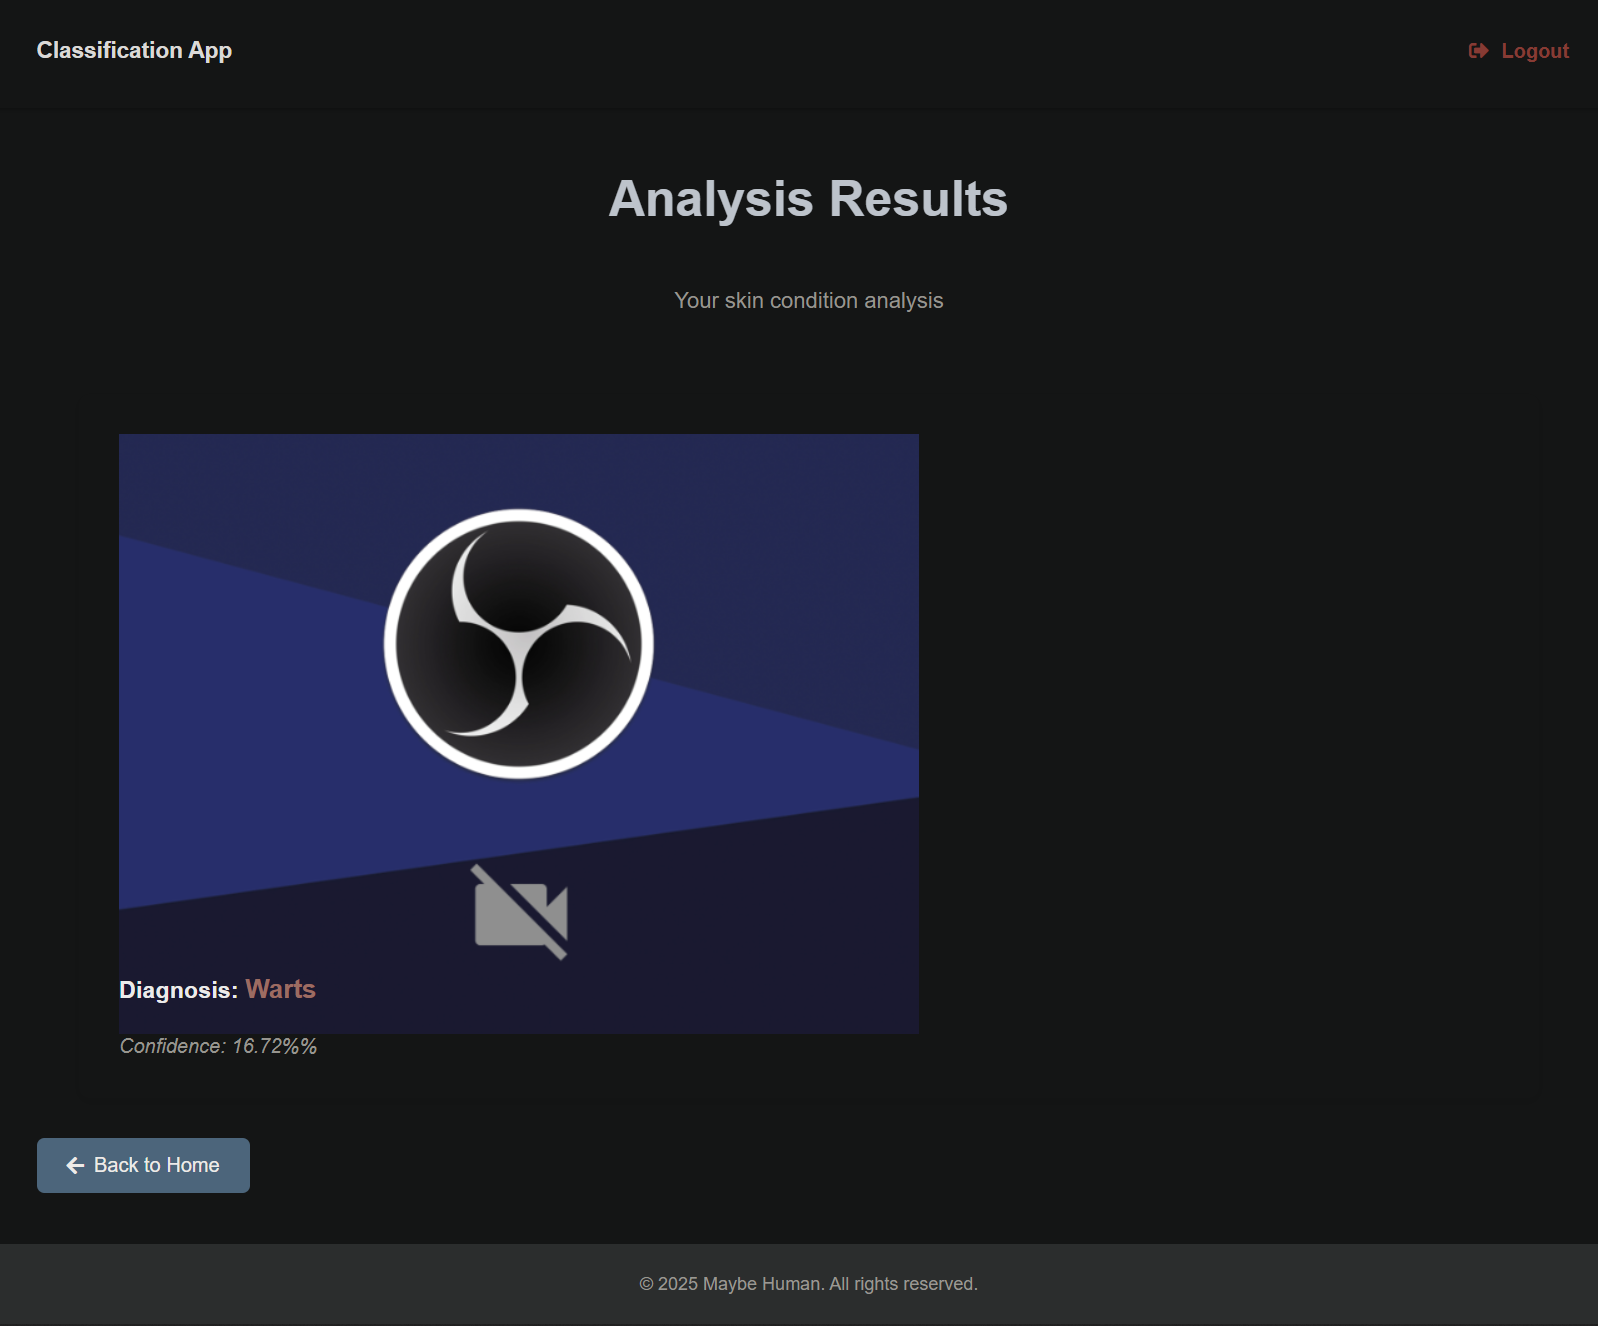 Classification App
Logout
Analysis Results
Your skin condition analysis
Diagnosis: Warts
Confidence: 16.72%%
Back to Home
© 2025 Maybe Human. All rights reserved.